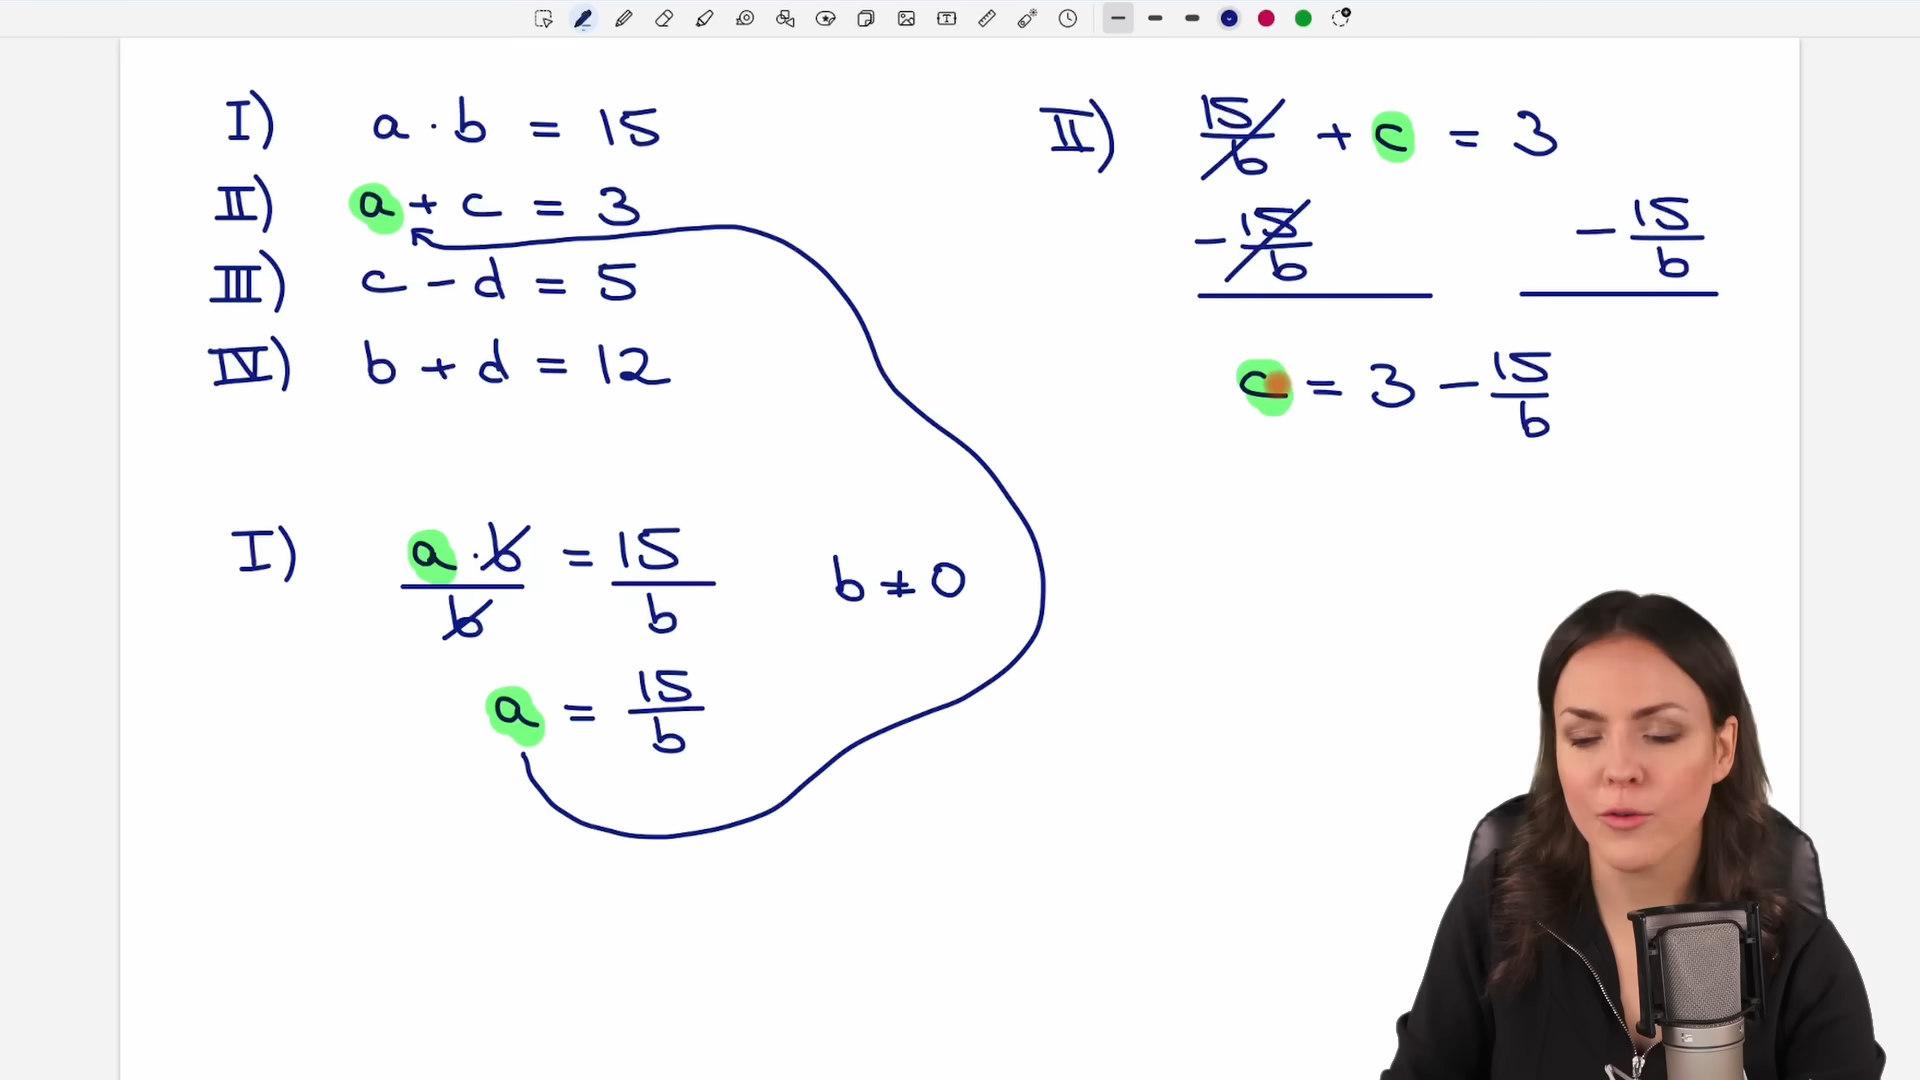 I) a · b = 15
II) a + c = 3
III) c - d = 5
IV) b + d = 12
I) a · b / b = 15 / b b ≠ 0
a = 15 / b
II) 15 / b + c = 3
- 15 / b - 15 / b
c = 3 - 15 / b